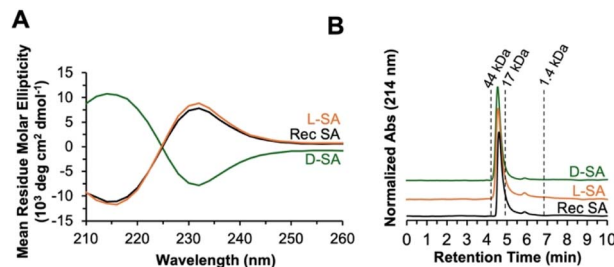 A
Mean Residue Molar Ellipticity
(10³ deg cm² dmol⁻¹)
15
10
5
0
-5
-10
-15
210 220 230 240 250 260
Wavelength (nm)
L-SA
Rec SA
D-SA
B
Normalized Abs (214 nm)
44 kDa
17 kDa
1.4 kDa
D-SA
L-SA
Rec SA
0 1 2 3 4 5 6 7 8 9 10
Retention Time (min)